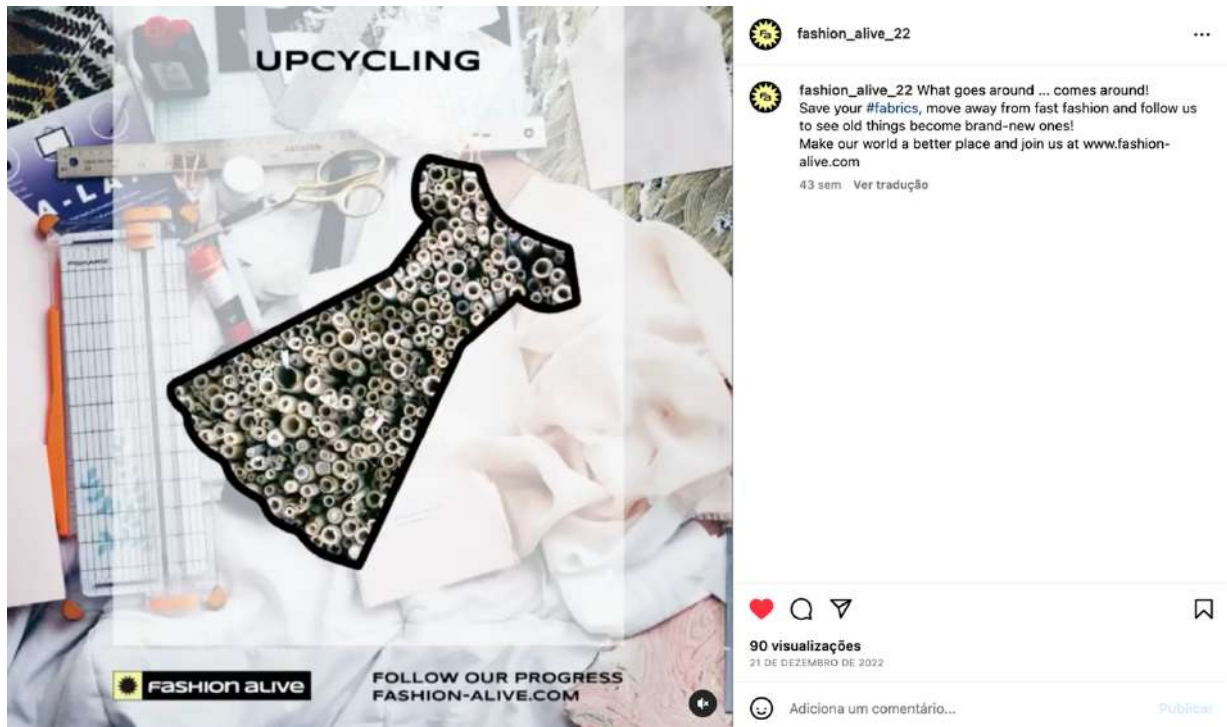 UPCYCLING
A-LA
FISKARS
FASHION ALIVE
FOLLOW OUR PROGRESS
FASHION-ALIVE.COM
fashion_alive_22
fashion_alive_22 What goes around ... comes around!
Save your #fabrics, move away from fast fashion and follow us
to see old things become brand-new ones!
Make our world a better place and join us at www.fashion-
alive.com
43 sem Ver tradução
90 visualizações
21 DE DEZEMBRO DE 2022
Adiciona um comentário...
Publicar